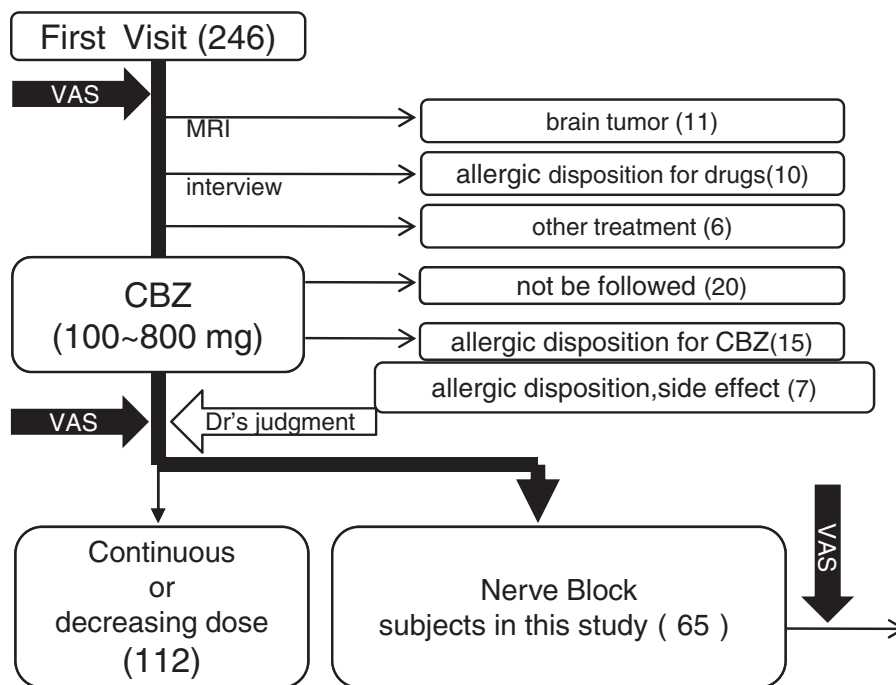 First Visit (246)
VAS
MRI
brain tumor (11)
interview
allergic disposition for drugs(10)
other treatment (6)
CBZ
(100~800 mg)
not be followed (20)
allergic disposition for CBZ(15)
allergic disposition,side effect (7)
VAS
Dr's judgment
Continuous
or
decreasing dose
(112)
Nerve Block
subjects in this study ( 65 )
VAS